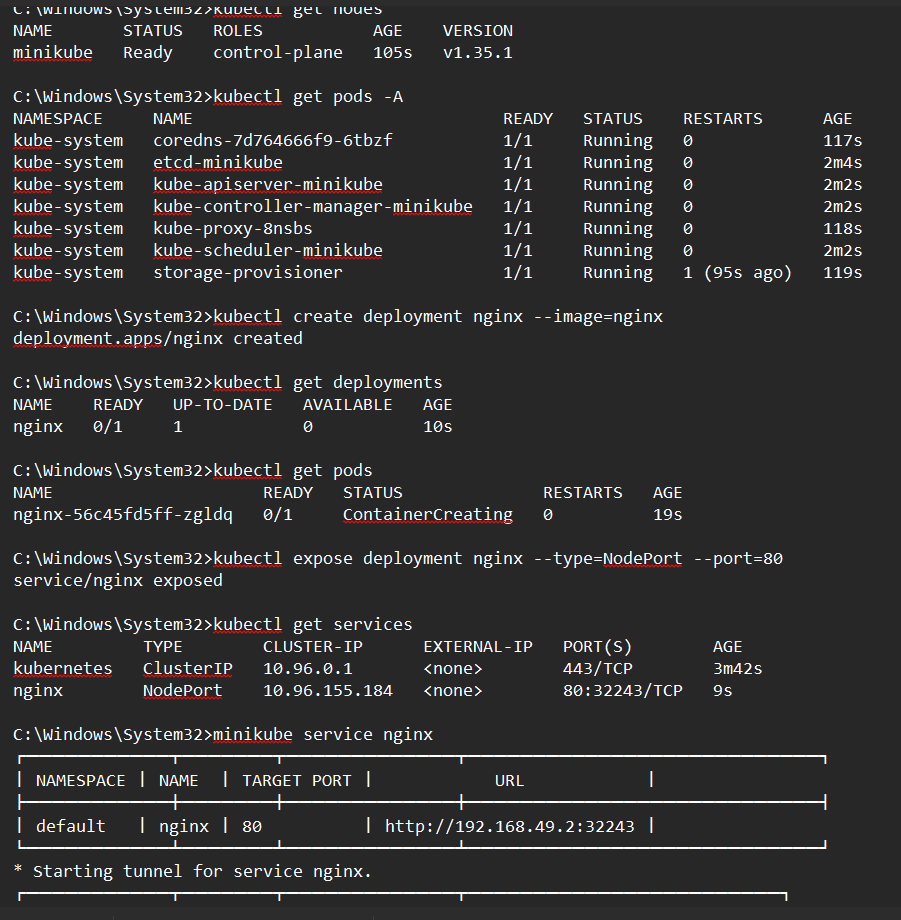 C:\Windows\System32>kubectl get nodes
NAME STATUS ROLES AGE VERSION
minikube Ready control-plane 105s v1.35.1
C:\Windows\System32>kubectl get pods -A
NAMESPACE NAME READY STATUS RESTARTS AGE
kube-system coredns-7d764666f9-6tbzf 1/1 Running 0 117s
kube-system etcd-minikube 1/1 Running 0 2m4s
kube-system kube-apiserver-minikube 1/1 Running 0 2m2s
kube-system kube-controller-manager-minikube 1/1 Running 0 2m2s
kube-system kube-proxy-8nsbs 1/1 Running 0 118s
kube-system kube-scheduler-minikube 1/1 Running 0 2m2s
kube-system storage-provisioner 1/1 Running 1 (95s ago) 119s
C:\Windows\System32>kubectl create deployment nginx --image=nginx
deployment.apps/nginx created
C:\Windows\System32>kubectl get deployments
NAME READY UP-TO-DATE AVAILABLE AGE
nginx 0/1 1 0 10s
C:\Windows\System32>kubectl get pods
NAME READY STATUS RESTARTS AGE
nginx-56c45fd5ff-zgldq 0/1 ContainerCreating 0 19s
C:\Windows\System32>kubectl expose deployment nginx --type=NodePort --port=80
service/nginx exposed
C:\Windows\System32>kubectl get services
NAME TYPE CLUSTER-IP EXTERNAL-IP PORT(S) AGE
kubernetes ClusterIP 10.96.0.1 <none> 443/TCP 3m42s
nginx NodePort 10.96.155.184 <none> 80:32243/TCP 9s
C:\Windows\System32>minikube service nginx
| NAMESPACE | NAME | TARGET PORT | URL |
| default | nginx | 80 | http://192.168.49.2:32243 |
* Starting tunnel for service nginx.